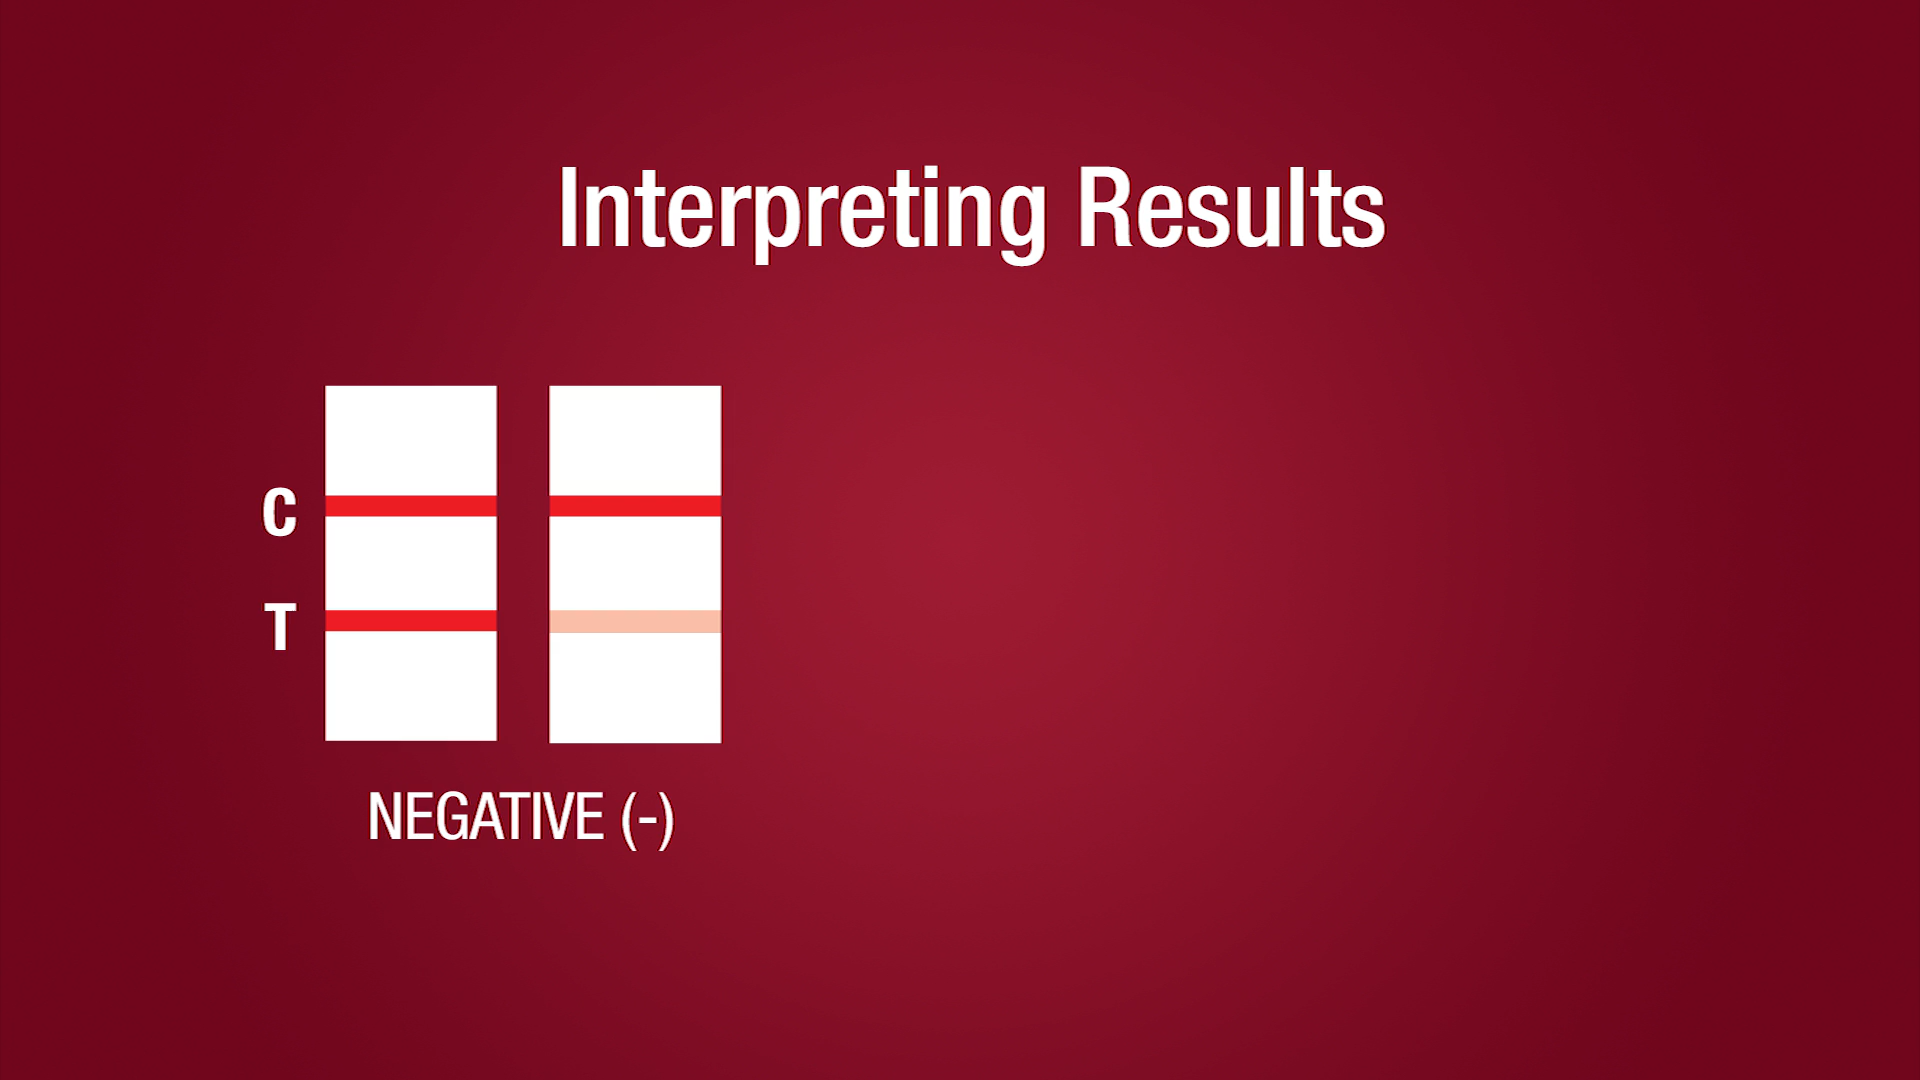 Interpreting Results
C
T
NEGATIVE (-)